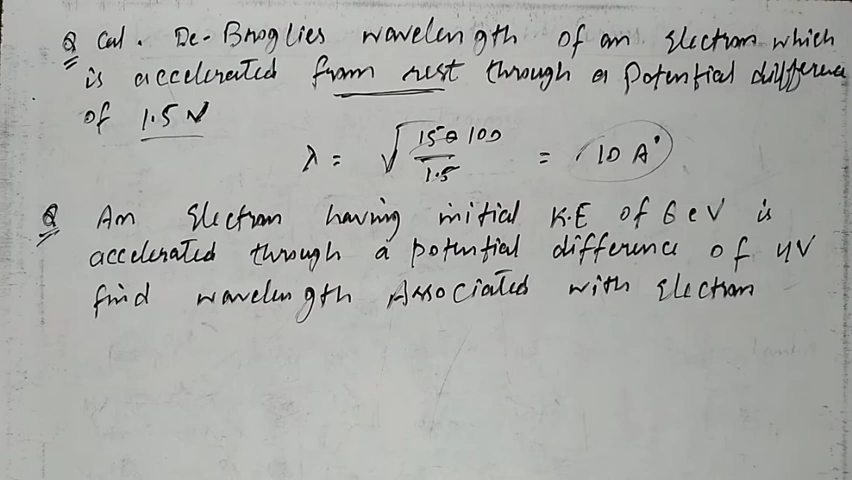 Q Cal. De-Broglies wavelength of an Electron which
is accelerated from rest through a Potential difference
of 1.5 V
λ = √150 100 / 1.5 = 10 A°
Q An Electron having initial K.E of 6 eV is
accelerated through a potential difference of 4V
find wavelength Associated with Electron